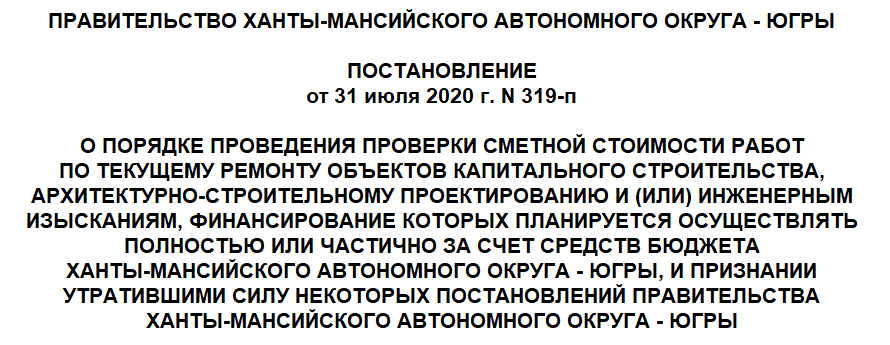 ПРАВИТЕЛЬСТВО ХАНТЫ-МАНСИЙСКОГО АВТОНОМНОГО ОКРУГА - ЮГРЫ
ПОСТАНОВЛЕНИЕ
от 31 июля 2020 г. N 319-п
О ПОРЯДКЕ ПРОВЕДЕНИЯ ПРОВЕРКИ СМЕТНОЙ СТОИМОСТИ РАБОТ
ПО ТЕКУЩЕМУ РЕМОНТУ ОБЪЕКТОВ КАПИТАЛЬНОГО СТРОИТЕЛЬСТВА,
АРХИТЕКТУРНО-СТРОИТЕЛЬНОМУ ПРОЕКТИРОВАНИЮ И (ИЛИ) ИНЖЕНЕРНЫМ
ИЗЫСКАНИЯМ, ФИНАНСИРОВАНИЕ КОТОРЫХ ПЛАНИРУЕТСЯ ОСУЩЕСТВЛЯТЬ
ПОЛНОСТЬЮ ИЛИ ЧАСТИЧНО ЗА СЧЕТ СРЕДСТВ БЮДЖЕТА
ХАНТЫ-МАНСИЙСКОГО АВТОНОМНОГО ОКРУГА - ЮГРЫ, И ПРИЗНАНИИ
УТРАТИВШИМИ СИЛУ НЕКОТОРЫХ ПОСТАНОВЛЕНИЙ ПРАВИТЕЛЬСТВА
ХАНТЫ-МАНСИЙСКОГО АВТОНОМНОГО ОКРУГА - ЮГРЫ